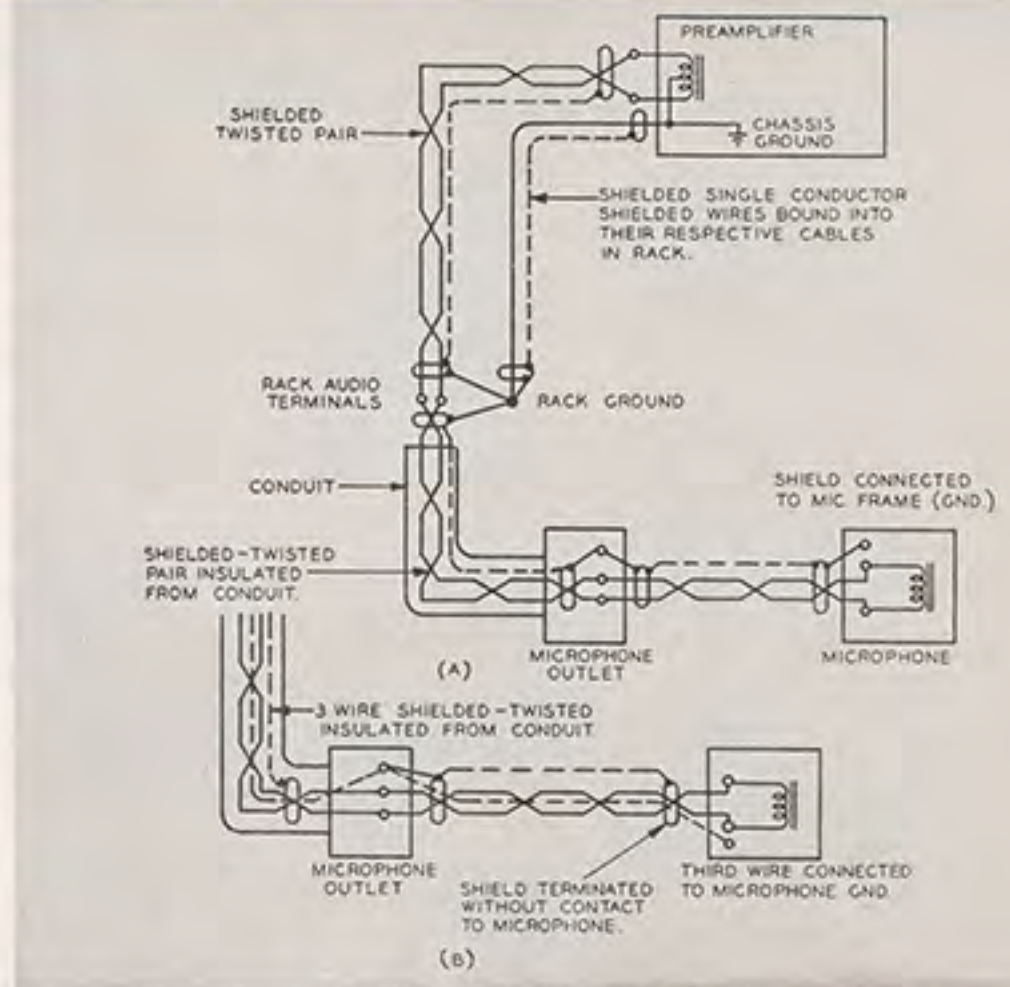 PREAMPLIFIER
SHIELDED
TWISTED PAIR
CHASSIS
GROUND
SHIELDED SINGLE CONDUCTOR
SHIELDED WIRES BOUND INTO
THEIR RESPECTIVE CABLES
IN RACK.
RACK AUDIO
TERMINALS
RACK GROUND
CONDUIT
SHIELD CONNECTED
TO MIC FRAME (GND.)
SHIELDED-TWISTED
PAIR INSULATED
FROM CONDUIT.
(A)
MICROPHONE
OUTLET
MICROPHONE
3 WIRE SHIELDED-TWISTED
INSULATED FROM CONDUIT
MICROPHONE
OUTLET
SHIELD TERMINATED
WITHOUT CONTACT
TO MICROPHONE.
THIRD WIRE CONNECTED
TO MICROPHONE GND.
(B)